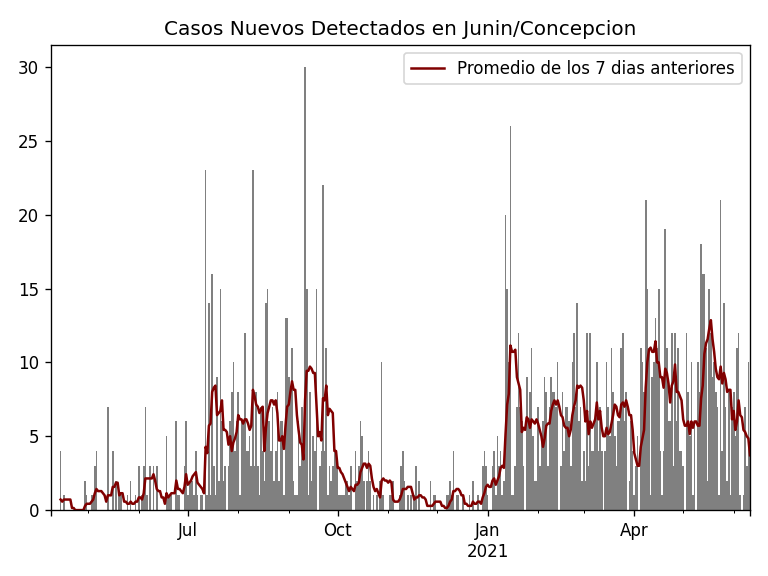 Casos Nuevos Detectados en Junin/Concepcion
Promedio de los 7 dias anteriores
30
25
20
15
10
5
0
Jul
Oct
Jan
2021
Apr